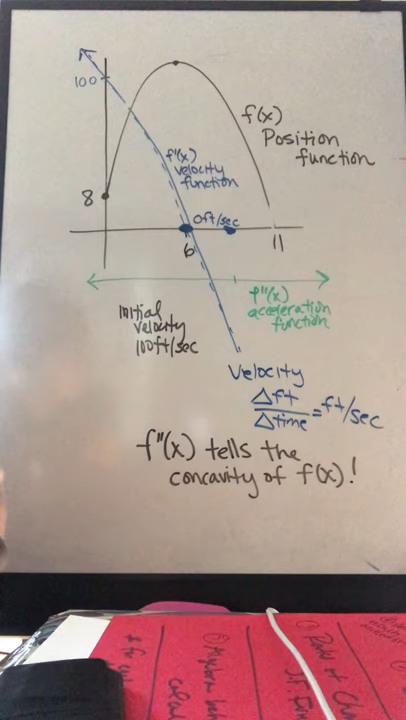 100
f(x)
Position
function
f'(x)
velocity
function
8
0ft/sec
6
11
f"(x)
acceleration
function
initial
velocity
100ft/sec
Velocity
Δft
Δtime
=ft/sec
f"(x) tells the
concavity of f(x)!